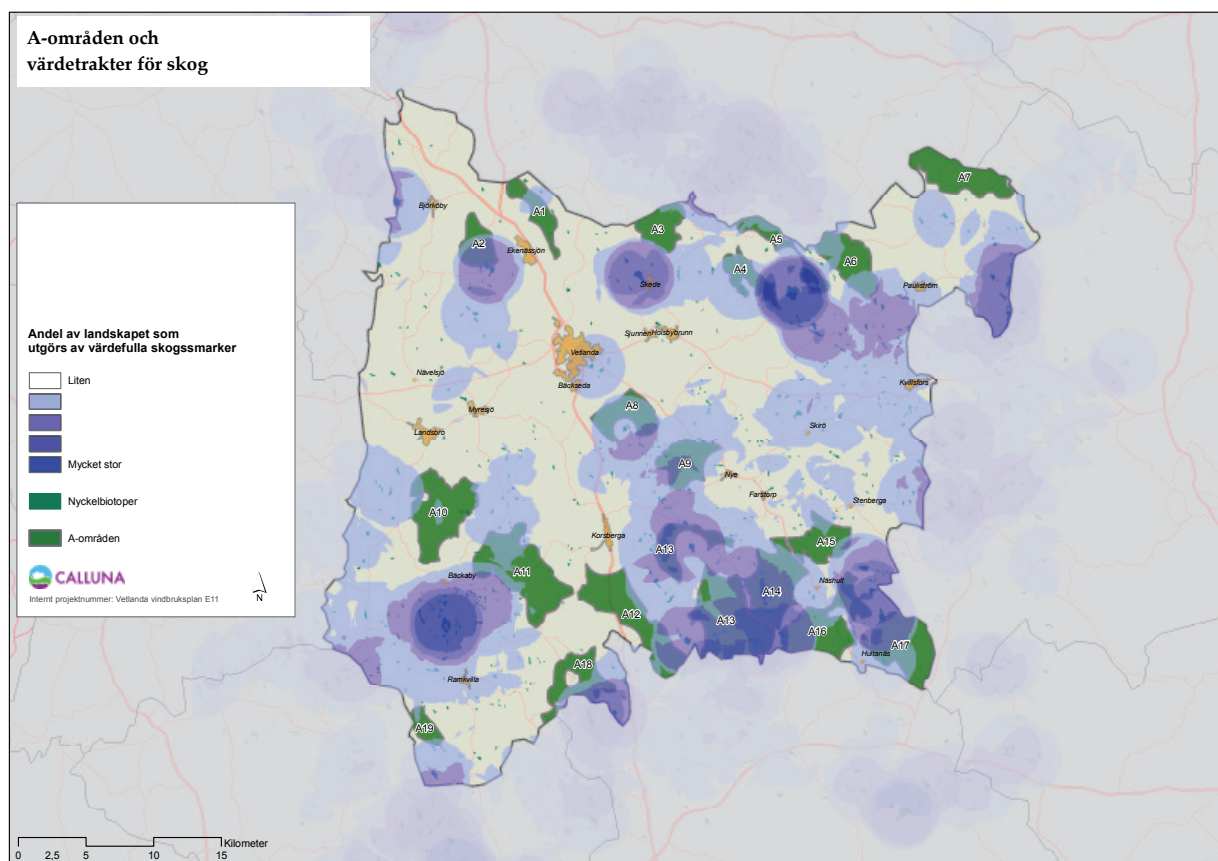 A-områden och
värdetrakter för skog
Andel av landskapet som
utgörs av värdefulla skogssmarker
Liten
Mycket stor
Nyckelbiotoper
A-områden
CALLUNA
Internt projektnummer: Vetlanda vindbruksplan E11
N
A7
Björköby
A1
A2
Ekenässjön
A3
A5
A4
A6
Skede
Pauliström
Sjunnen
Holsbybrunn
Vetlanda
Nävelsjö
Bäckseda
Kvillsfors
Myresjö
A8
Landsbro
Skirö
A9
Nye
Farstorp
Stenberga
A10
Korsberga
A13
A15
Bäckaby
A11
Näshult
A14
A12
A13
A16
A17
Hultanäs
A18
Ramkvilla
A19
Kilometer
0 2,5 5 10 15